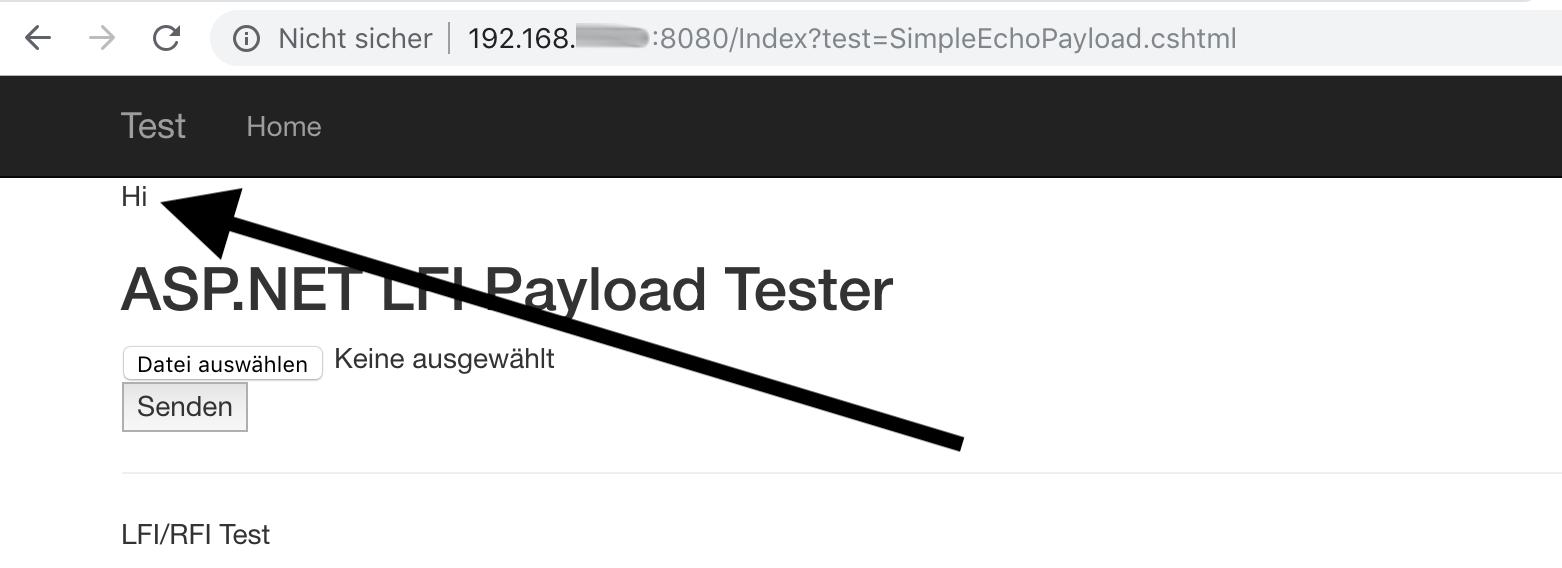 Nicht sicher | 192.168. :8080/Index?test=SimpleEchoPayload.cshtml
Test Home
Hi
ASP.NET LFI Payload Tester
Datei auswählen Keine ausgewählt
Senden
LFI/RFI Test